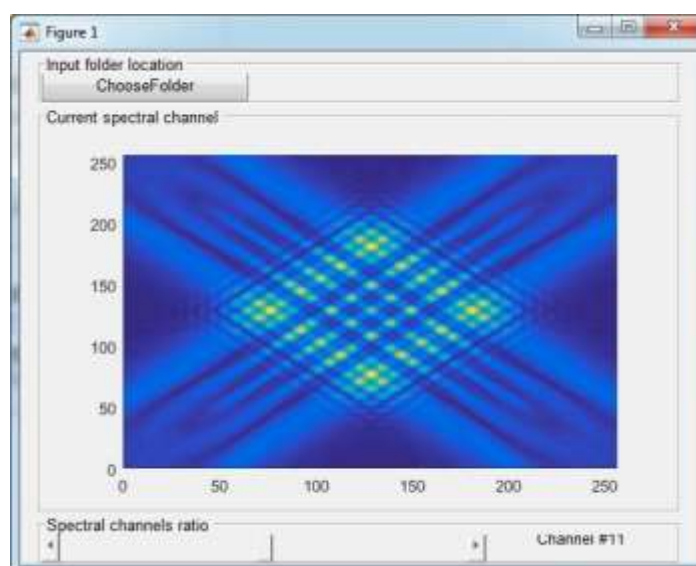 Figure 1
Input folder location
ChooseFolder
Current spectral channel
250
200
150
100
50
0
0 50 100 150 200 250
Spectral channels ratio
Channel #11